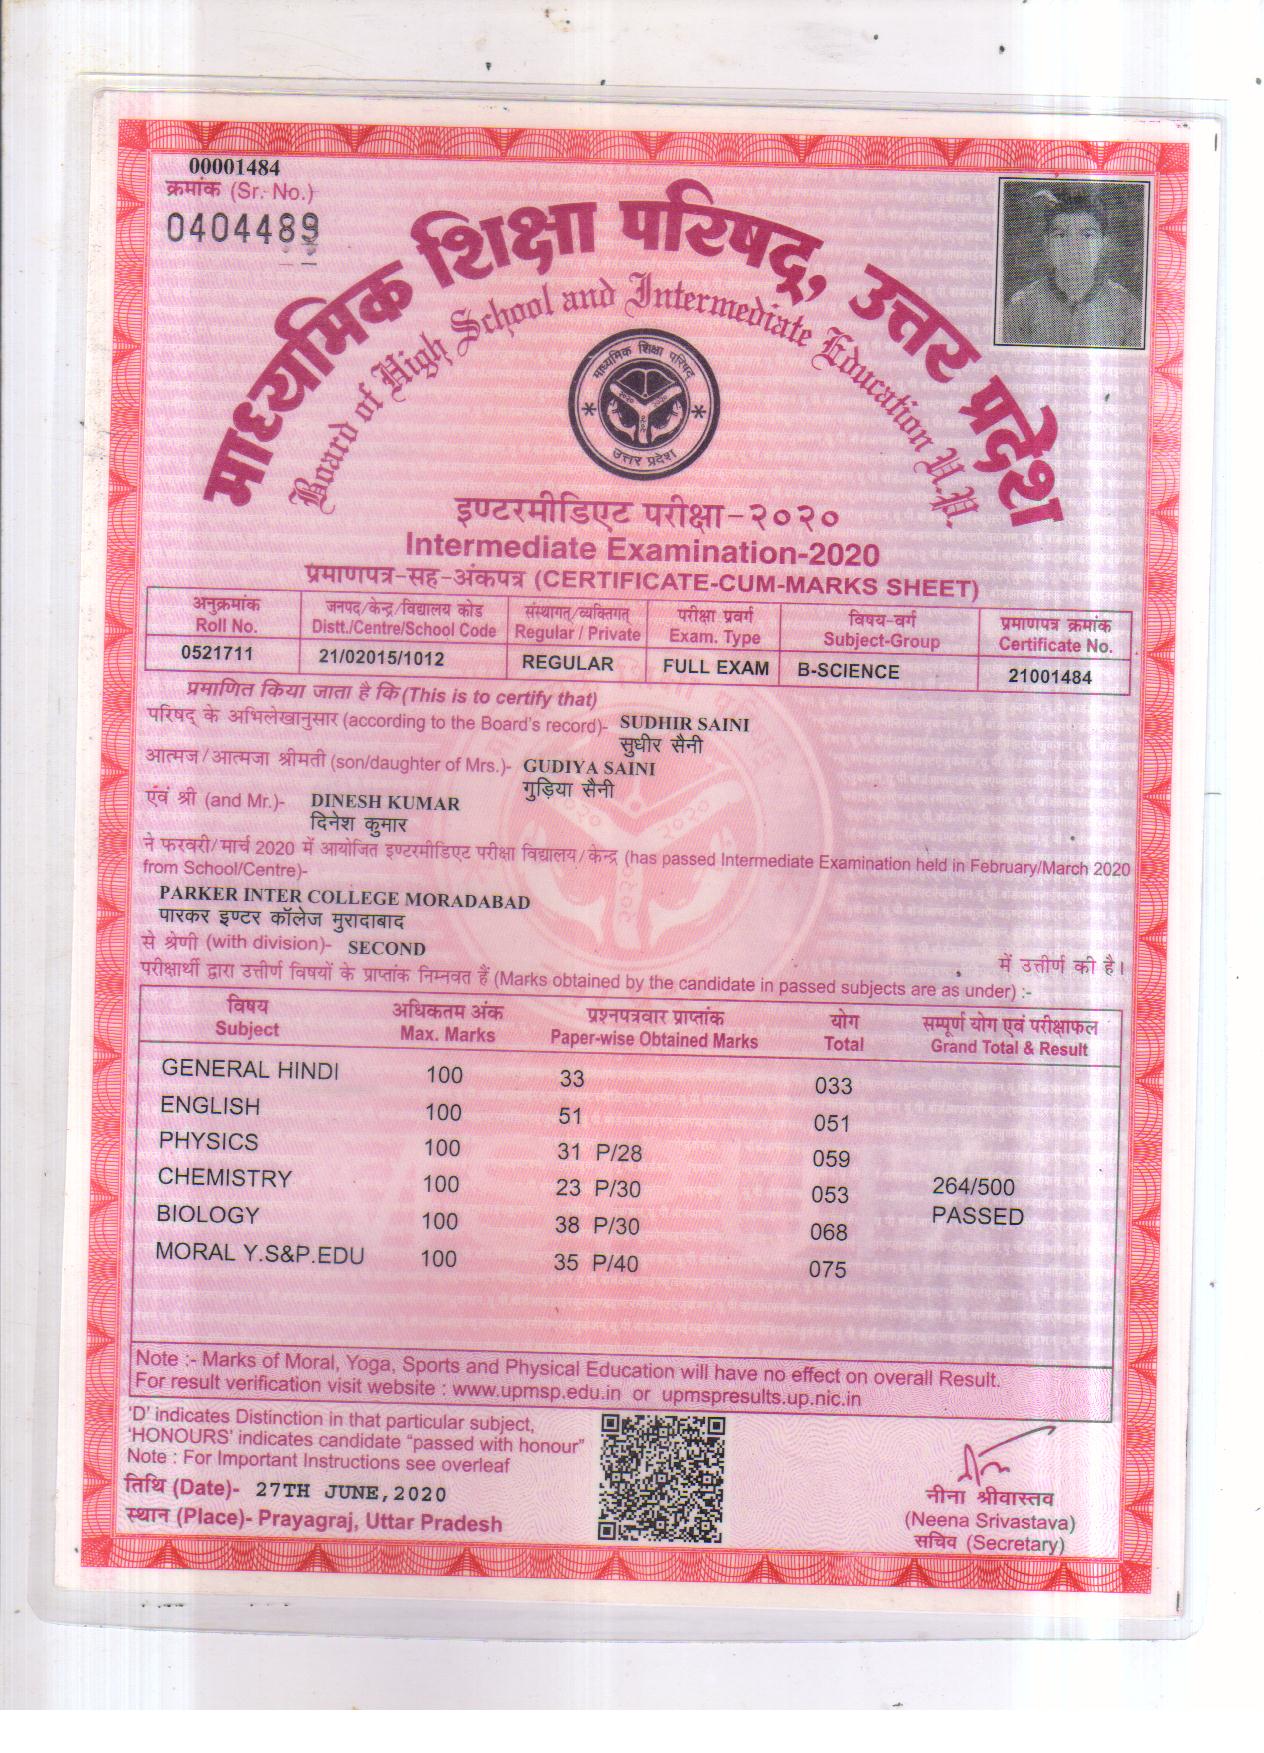 00001484
क्रमांक (Sr. No.)
0404489
माध्यमिक शिक्षा परिषद्, उत्तर प्रदेश
Board of High School and Intermediate Education U.P.
माध्यमिक शिक्षा परिषद्
२०२० २०२०
उत्तर प्रदेश
इण्टरमीडिएट परीक्षा-२०२०
Intermediate Examination-2020
प्रमाणपत्र-सह-अंकपत्र (CERTIFICATE-CUM-MARKS SHEET)
अनुक्रमांक जनपद/केन्द्र/विद्यालय कोड संस्थागत/व्यक्तिगत परीक्षा प्रवर्ग विषय-वर्ग प्रमाणपत्र क्रमांक
Roll No. Distt./Centre/School Code Regular / Private Exam. Type Subject-Group Certificate No.
0521711 21/02015/1012 REGULAR FULL EXAM B-SCIENCE 21001484
प्रमाणित किया जाता है कि (This is to certify that)
परिषद के अभिलेखानुसार (according to the Board's record)- SUDHIR SAINI
सुधीर सैनी
आत्मज/आत्मजा श्रीमती (son/daughter of Mrs.)- GUDIYA SAINI
गुड़िया सैनी
एवं श्री (and Mr.)- DINESH KUMAR
दिनेश कुमार
ने फरवरी/मार्च 2020 में आयोजित इण्टरमीडिएट परीक्षा विद्यालय/केन्द्र (has passed Intermediate Examination held in February/March 2020
from School/Centre)-
PARKER INTER COLLEGE MORADABAD
पारकर इण्टर कॉलेज मुरादाबाद
से श्रेणी (with division)- SECOND में उत्तीर्ण की है।
परीक्षार्थी द्वारा उत्तीर्ण विषयों के प्राप्तांक निम्नवत हैं (Marks obtained by the candidate in passed subjects are as under) :-
विषय अधिकतम अंक प्रश्नपत्रवार प्राप्तांक योग सम्पूर्ण योग एवं परीक्षाफल
Subject Max. Marks Paper-wise Obtained Marks Total Grand Total & Result
GENERAL HINDI 100 33 033
ENGLISH 100 51 051
PHYSICS 100 31 P/28 059
CHEMISTRY 100 23 P/30 053 264/500
BIOLOGY 100 38 P/30 068 PASSED
MORAL Y.S&P.EDU 100 35 P/40 075
Note :- Marks of Moral, Yoga, Sports and Physical Education will have no effect on overall Result.
For result verification visit website : www.upmsp.edu.in or upmspresults.up.nic.in
'D' indicates Distinction in that particular subject,
'HONOURS' indicates candidate "passed with honour"
Note : For Important Instructions see overleaf
तिथि (Date)- 27TH JUNE,2020
स्थान (Place)- Prayagraj, Uttar Pradesh
नीना श्रीवास्तव
(Neena Srivastava)
सचिव (Secretary)